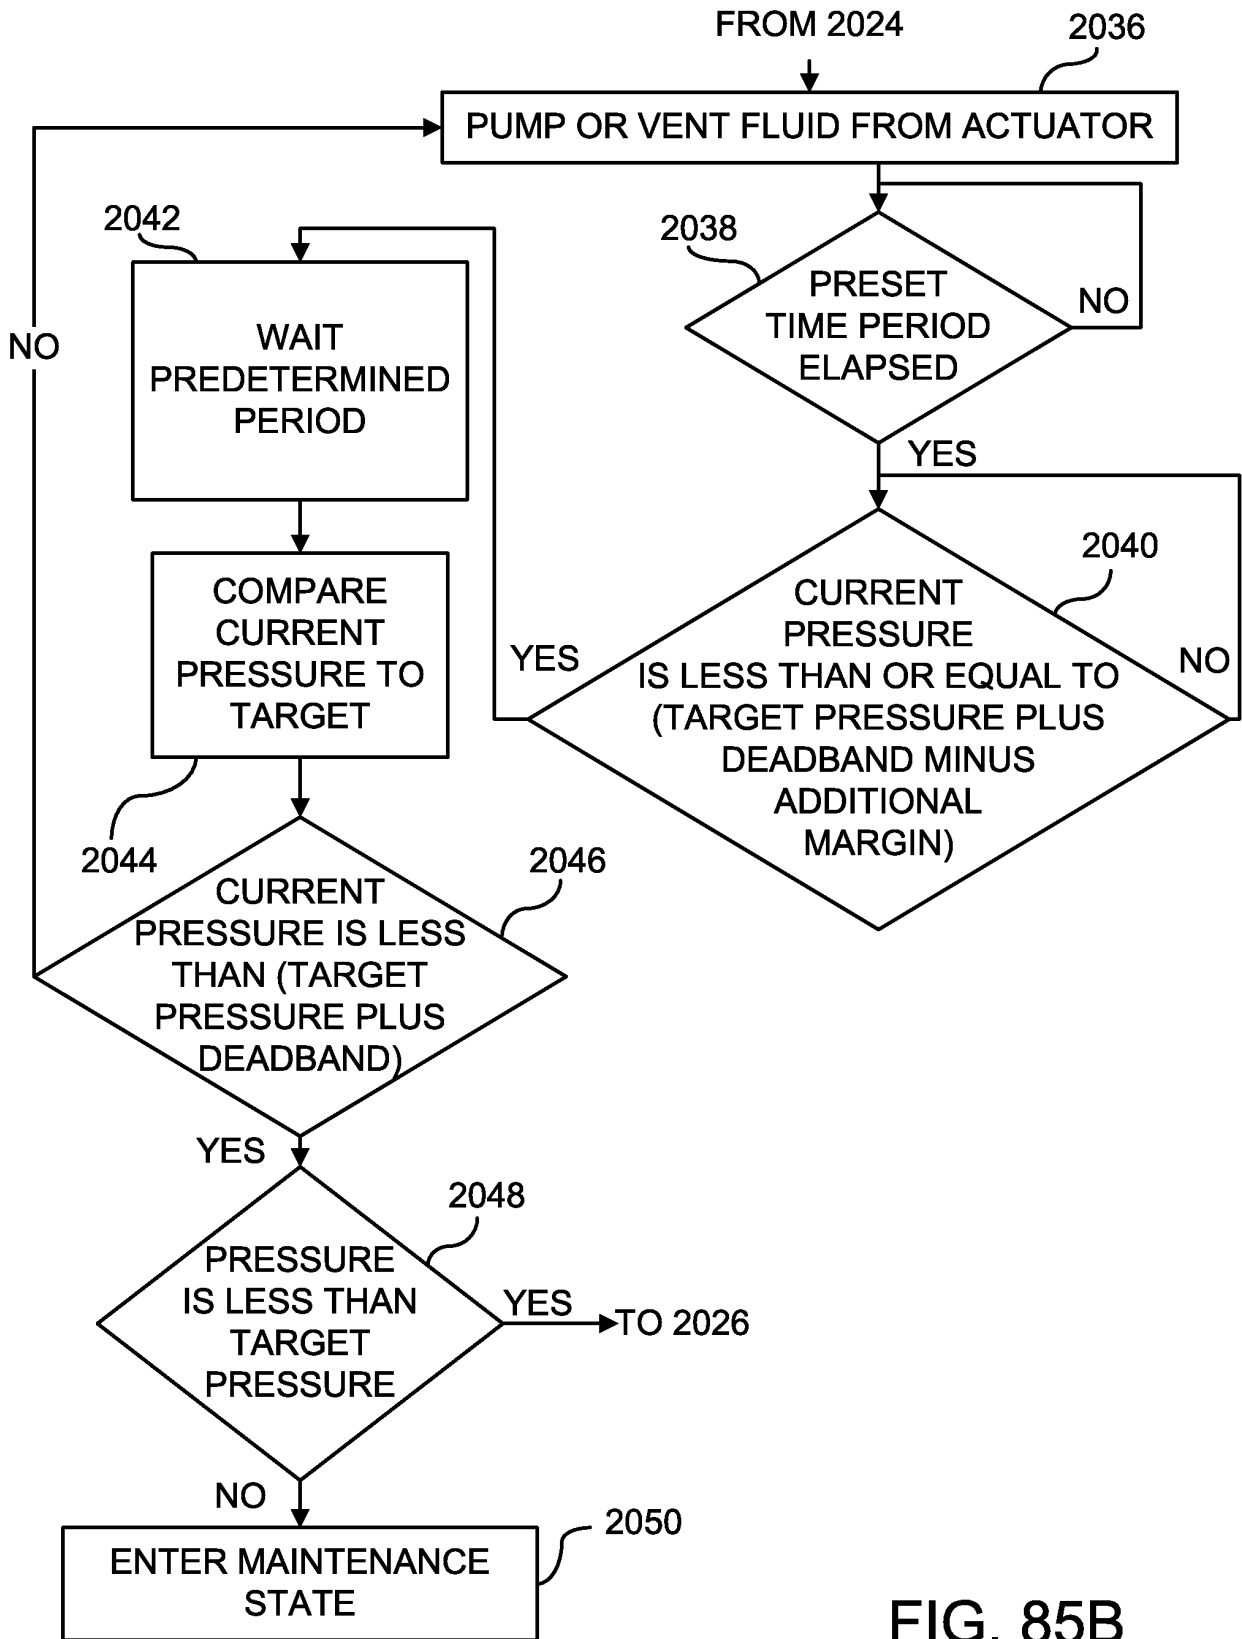 FROM 2024
2036
PUMP OR VENT FLUID FROM ACTUATOR
2038
PRESET
TIME PERIOD
ELAPSED
NO
YES
2040
CURRENT
PRESSURE
IS LESS THAN OR EQUAL TO
(TARGET PRESSURE PLUS
DEADBAND MINUS
ADDITIONAL
MARGIN)
NO
YES
2042
WAIT
PREDETERMINED
PERIOD
COMPARE
CURRENT
PRESSURE TO
TARGET
2044
2046
CURRENT
PRESSURE IS LESS
THAN (TARGET
PRESSURE PLUS
DEADBAND)
NO
YES
2048
PRESSURE
IS LESS THAN
TARGET
PRESSURE
YES
TO 2026
NO
2050
ENTER MAINTENANCE
STATE
FIG. 85B